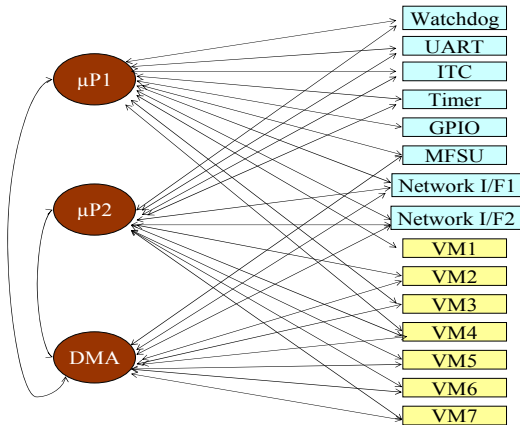 Watchdog
UART
µP1
ITC
Timer
GPIO
MFSU
Network I/F1
µP2
Network I/F2
VM1
VM2
VM3
VM4
DMA
VM5
VM6
VM7